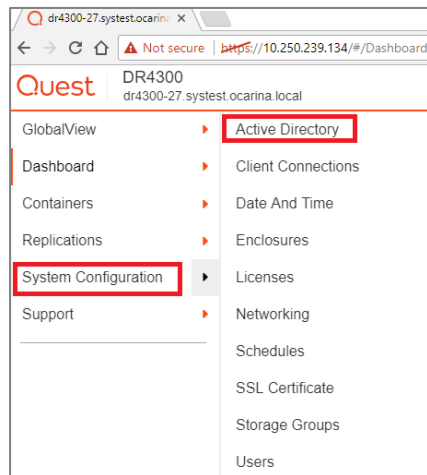 dr4300-27.systest.ocarina
Not secure | https://10.250.239.134/#/Dashboard
Quest DR4300
dr4300-27.systest.ocarina.local
GlobalView
Dashboard
Containers
Replications
System Configuration
Support
Active Directory
Client Connections
Date And Time
Enclosures
Licenses
Networking
Schedules
SSL Certificate
Storage Groups
Users